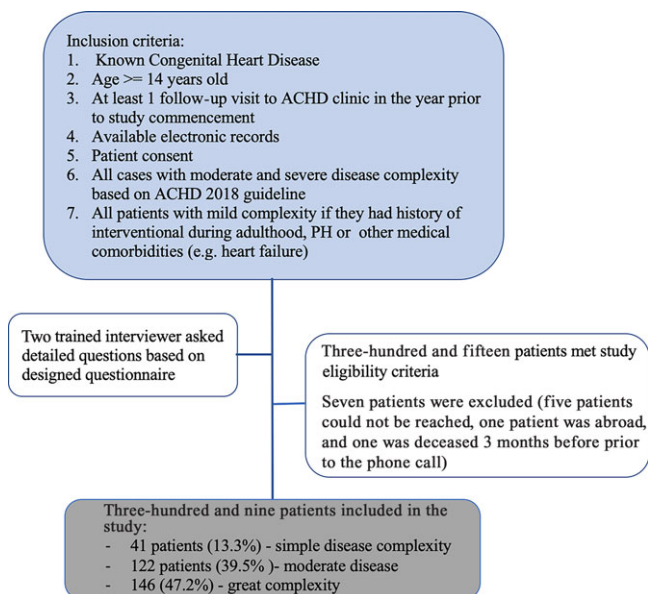 Inclusion criteria:
1. Known Congenital Heart Disease
2. Age >= 14 years old
3. At least 1 follow-up visit to ACHD clinic in the year prior
to study commencement
4. Available electronic records
5. Patient consent
6. All cases with moderate and severe disease complexity
based on ACHD 2018 guideline
7. All patients with mild complexity if they had history of
interventional during adulthood, PH or other medical
comorbidities (e.g. heart failure)
Two trained interviewer asked
detailed questions based on
designed questionnaire
Three-hundred and fifteen patients met study
eligibility criteria
Seven patients were excluded (five patients
could not be reached, one patient was abroad,
and one was deceased 3 months before prior
to the phone call)
Three-hundred and nine patients included in the
study:
- 41 patients (13.3%) - simple disease complexity
- 122 patients (39.5% )- moderate disease
- 146 (47.2%) - great complexity